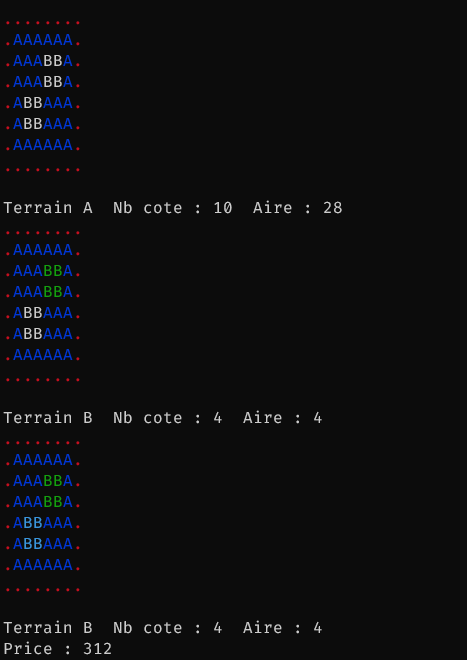 ........
.AAAAAA.
.AAABBA.
.AAABBA.
.ABBAAA.
.ABBAAA.
.AAAAAA.
........
Terrain A  Nb cote : 10  Aire : 28
........
.AAAAAA.
.AAABBA.
.AAABBA.
.ABBAAA.
.ABBAAA.
.AAAAAA.
........
Terrain B  Nb cote : 4  Aire : 4
........
.AAAAAA.
.AAABBA.
.AAABBA.
.ABBAAA.
.ABBAAA.
.AAAAAA.
........
Terrain B  Nb cote : 4  Aire : 4
Price : 312